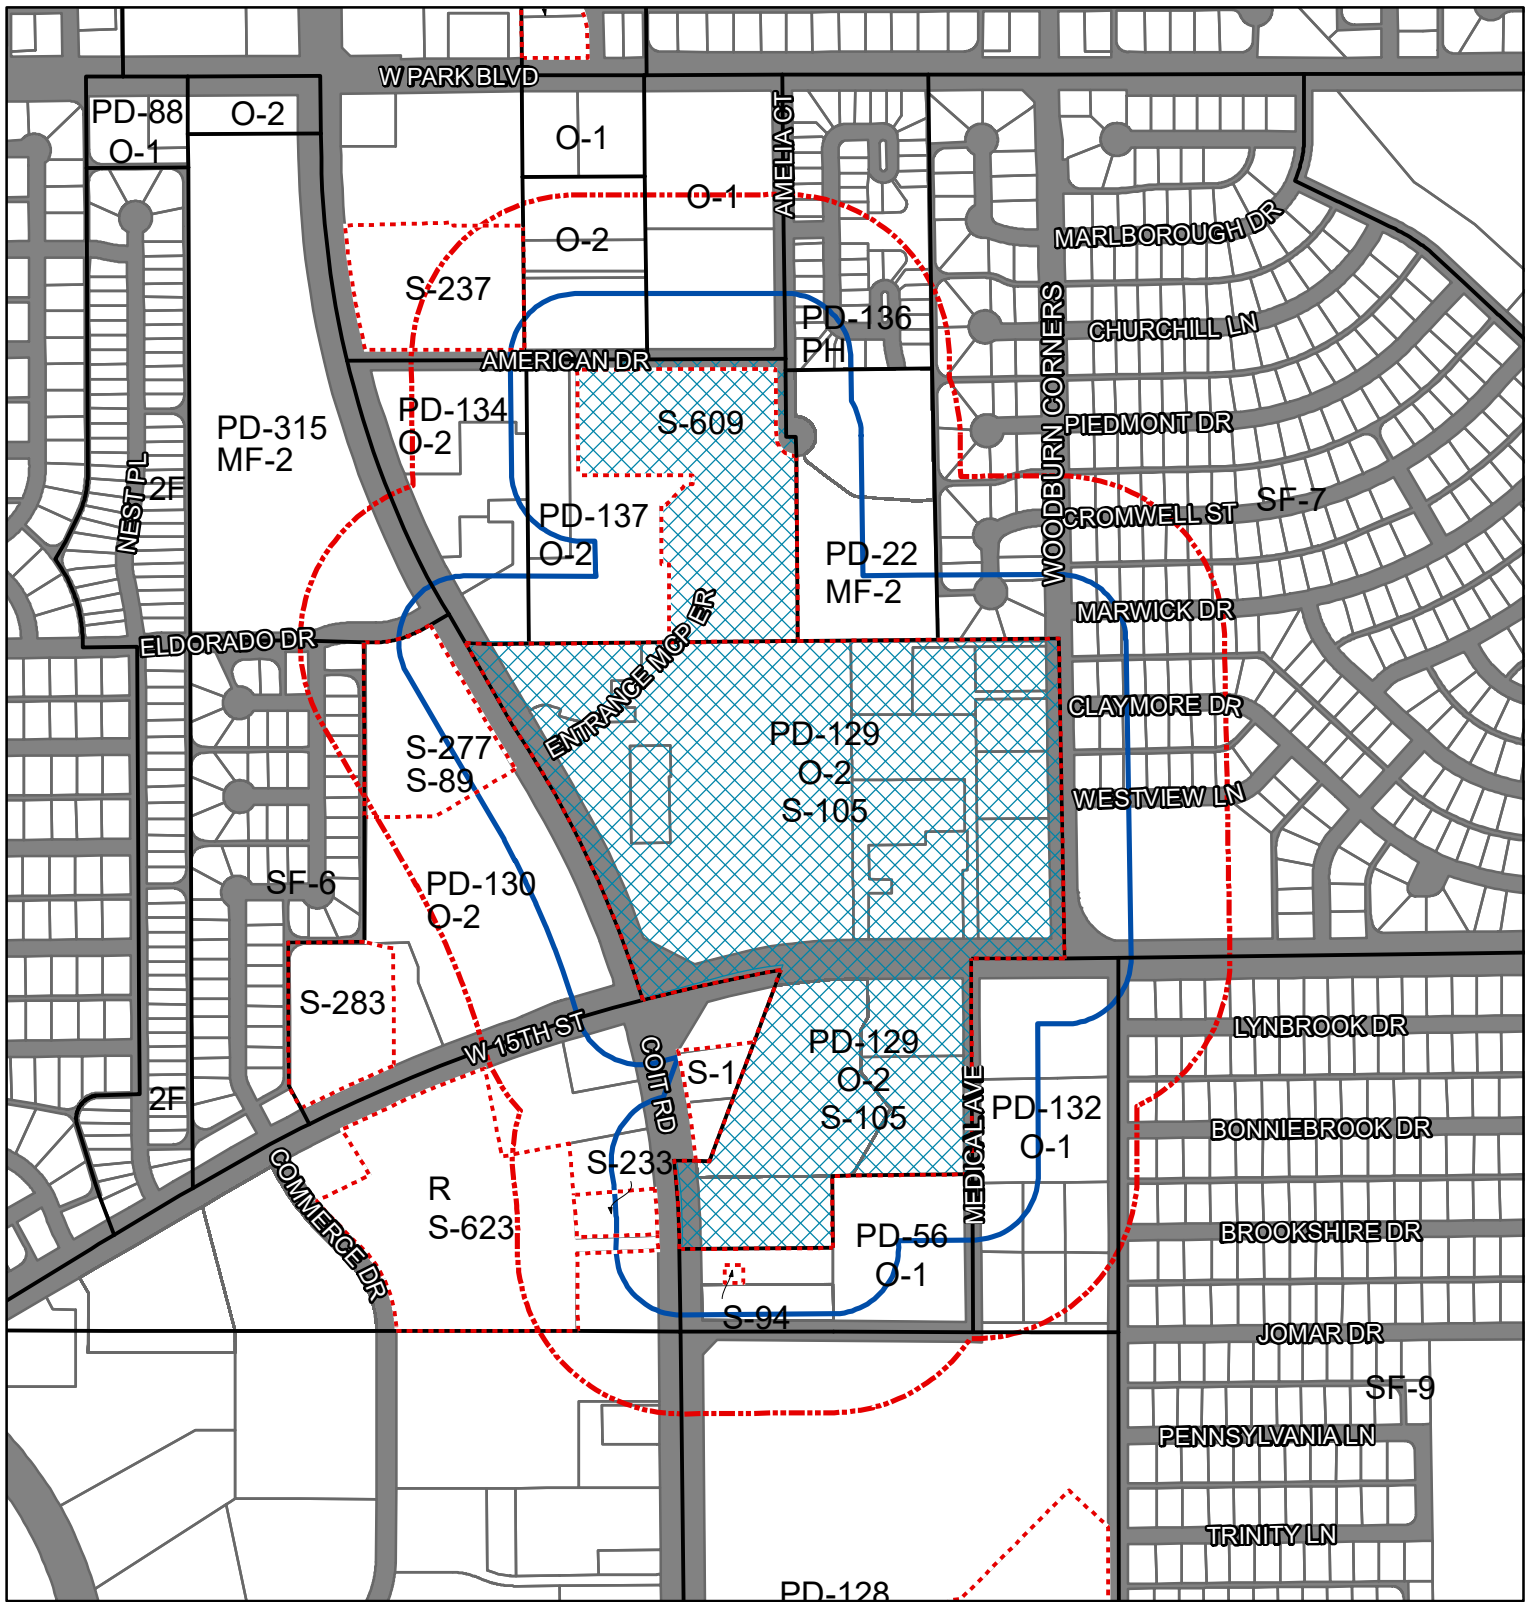 W PARK BLVD
PD-88
O-1
O-2
O-1
O-1
O-2
AMELIA CT
MARLBOROUGH DR
S-237
PD-136
PH
CHURCHILL LN
WOODBURN CORNERS
AMERICAN DR
PD-134
O-2
S-609
PIEDMONT DR
PD-315
MF-2
2F
NEST PL
PD-137
O-2
SF-7
CROMWELL ST
PD-22
MF-2
MARWICK DR
ELDORADO DR
ENTRANCE MCP ER
CLAYMORE DR
S-277
S-89
PD-129
O-2
S-105
WESTVIEW LN
SF-6
PD-130
O-2
S-283
W 15TH ST
COIT RD
S-1
PD-129
O-2
S-105
LYNBROOK DR
2F
MEDICAL AVE
PD-132
O-1
BONNIEBROOK DR
COMMERCE DR
R
S-623
S-233
PD-56
O-1
BROOKSHIRE DR
S-94
JOMAR DR
SF-9
PENNSYLVANIA LN
TRINITY LN
PD-128